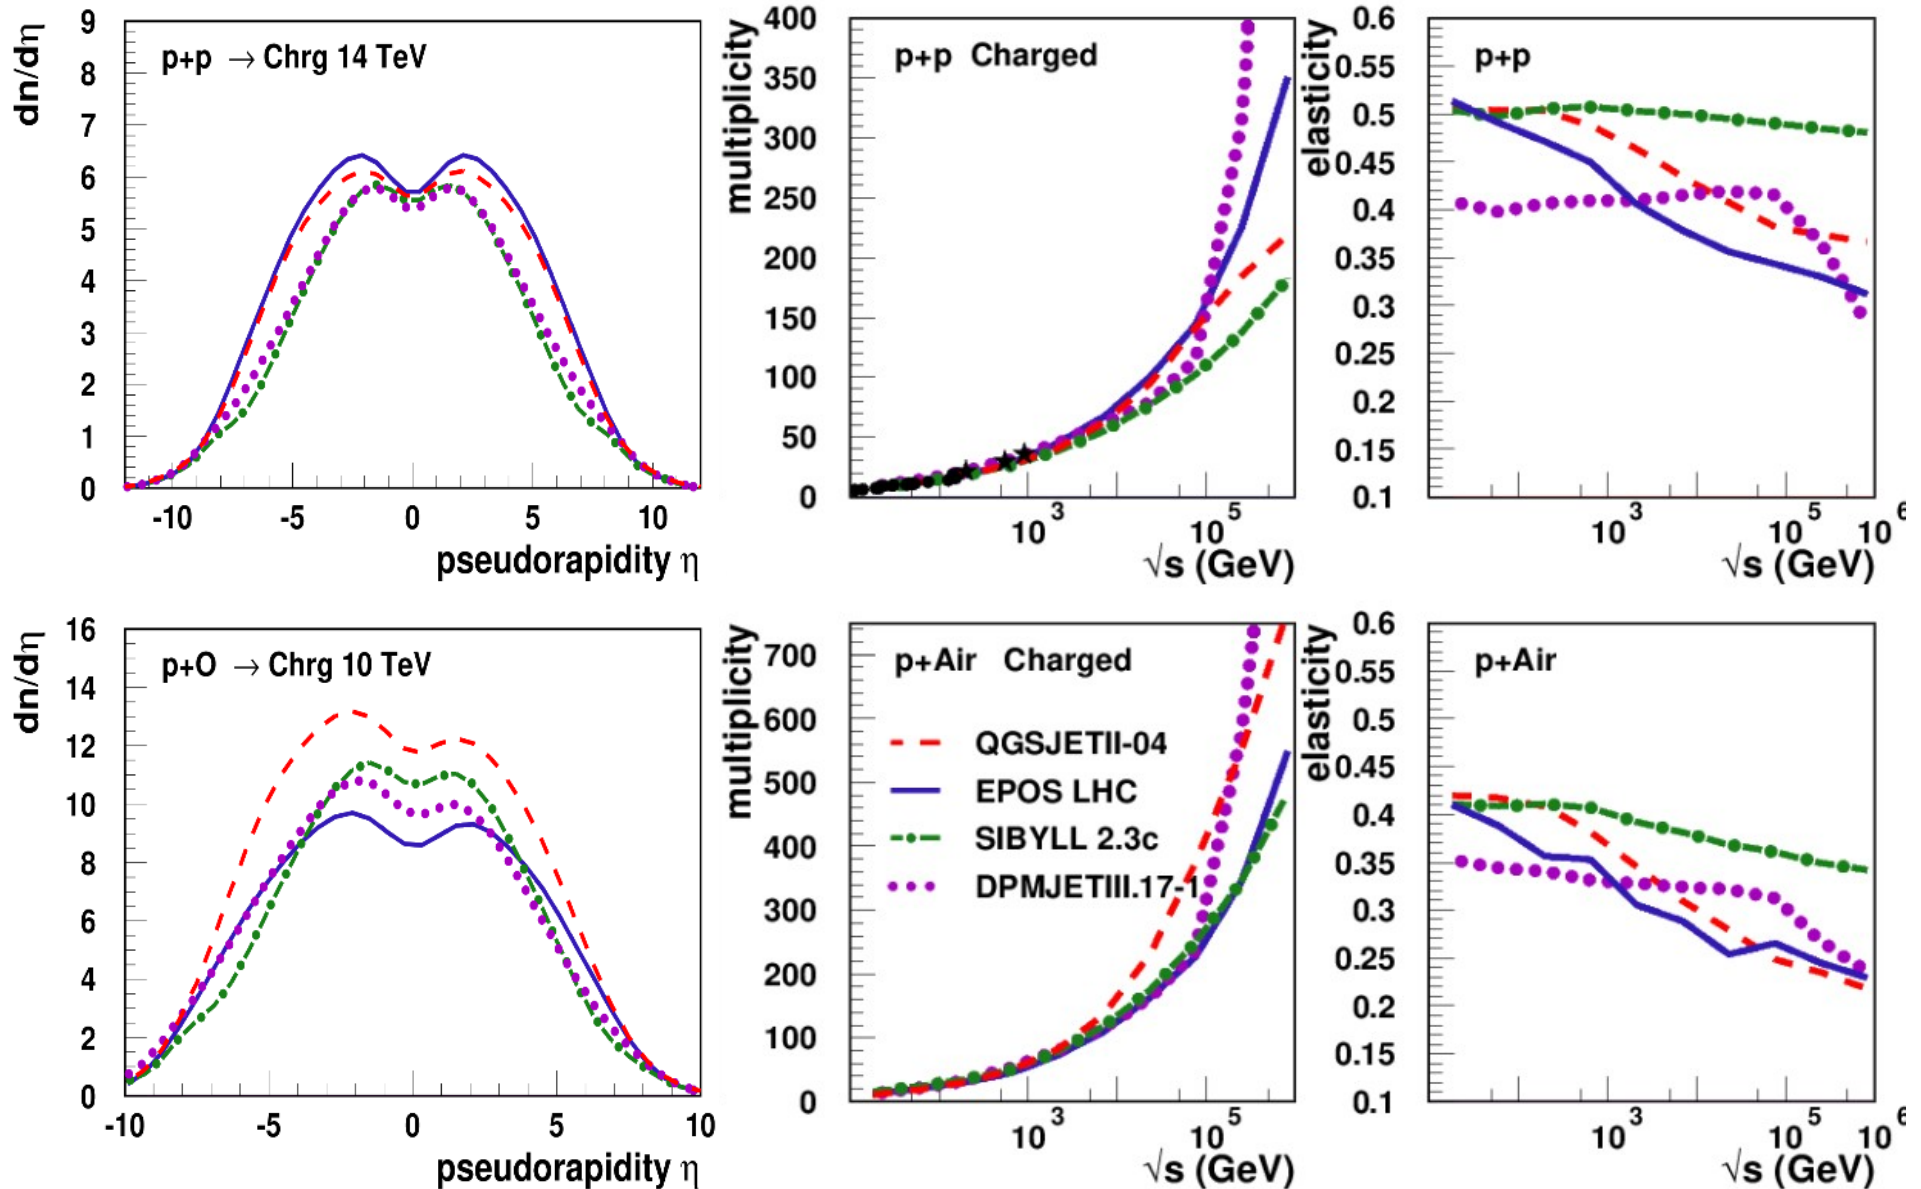 dn/dη
9
8
7
6
5
4
3
2
1
0
p+p → Chrg 14 TeV
-10 -5 0 5 10
pseudorapidity η
multiplicity
400
350
300
250
200
150
100
50
0
p+p Charged
10 3 10 5
√s (GeV)
elasticity
0.6
0.55
0.5
0.45
0.4
0.35
0.3
0.25
0.2
0.15
0.1
p+p
10 3 10 5 10 6
√s (GeV)
dn/dη
16
14
12
10
8
6
4
2
0
p+O → Chrg 10 TeV
-10 -5 0 5 10
pseudorapidity η
multiplicity
700
600
500
400
300
200
100
0
p+Air Charged
QGSJETII-04
EPOS LHC
SIBYLL 2.3c
DPMJETIII.17-1
10 3 10 5
√s (GeV)
elasticity
0.6
0.55
0.5
0.45
0.4
0.35
0.3
0.25
0.2
0.15
0.1
p+Air
10 3 10 5 10 6
√s (GeV)